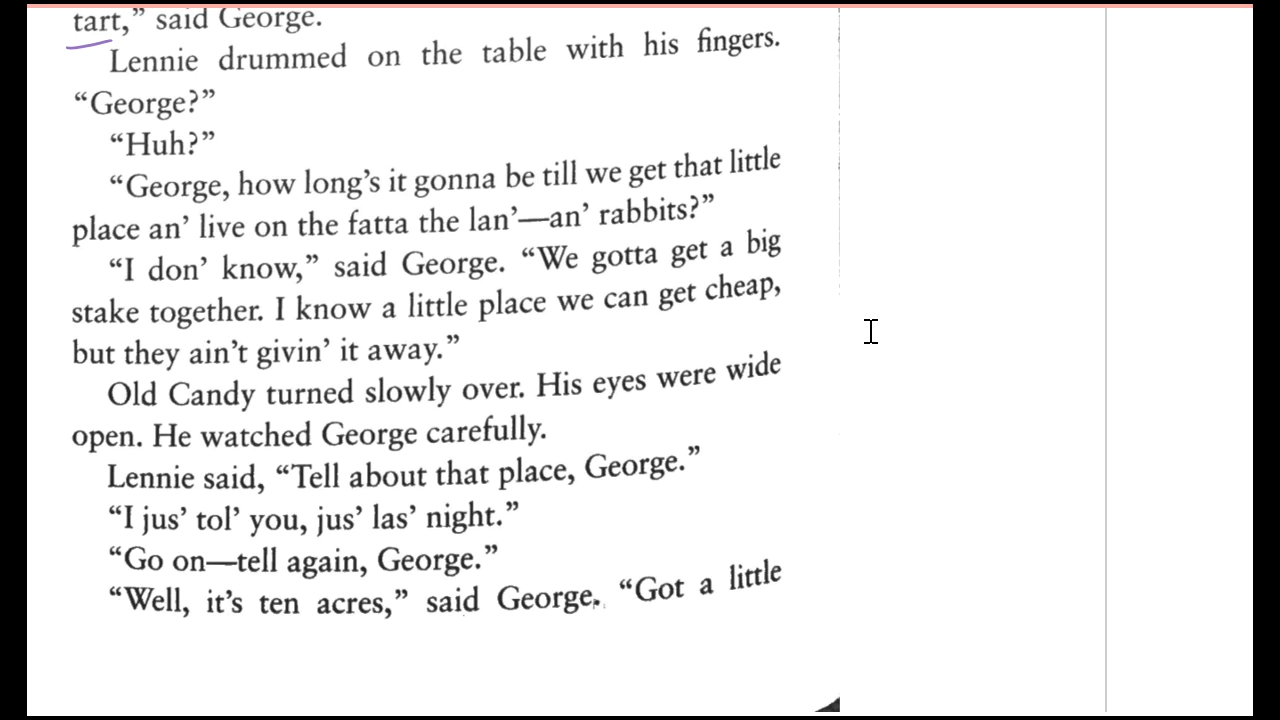 tart,” said George.
Lennie drummed on the table with his fingers.
“George?”
“Huh?”
“George, how long’s it gonna be till we get that little
place an’ live on the fatta the lan’—an’ rabbits?”
“I don’ know,” said George. “We gotta get a big
stake together. I know a little place we can get cheap,
but they ain’t givin’ it away.”
Old Candy turned slowly over. His eyes were wide
open. He watched George carefully.
Lennie said, “Tell about that place, George.”
“I jus’ tol’ you, jus’ las’ night.”
“Go on—tell again, George.”
“Well, it’s ten acres,” said George. “Got a little